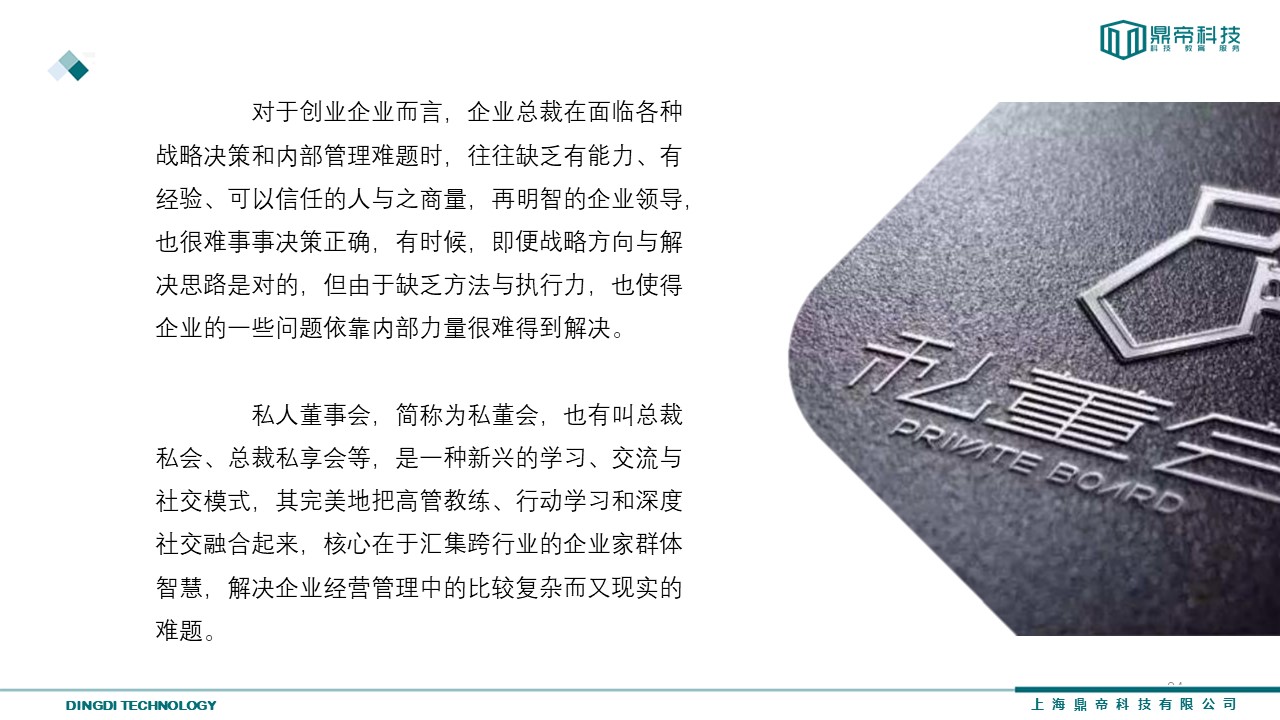 鼎帝科技
科技 教育 服务
对于创业企业而言，企业总裁在面临各种
战略决策和内部管理难题时，往往缺乏有能力、有
经验、可以信任的人与之商量，再明智的企业领导，
也很难事事决策正确，有时候，即便战略方向与解
决思路是对的，但由于缺乏方法与执行力，也使得
企业的一些问题依靠内部力量很难得到解决。
私人董事会，简称为私董会，也有叫总裁
私会、总裁私享会等，是一种新兴的学习、交流与
社交模式，其完美地把高管教练、行动学习和深度
社交融合起来，核心在于汇集跨行业的企业家群体
智慧，解决企业经营管理中的比较复杂而又现实的
难题。
私董会
PRIVATE BOARD
DINGDI TECHNOLOGY
上海鼎帝科技有限公司